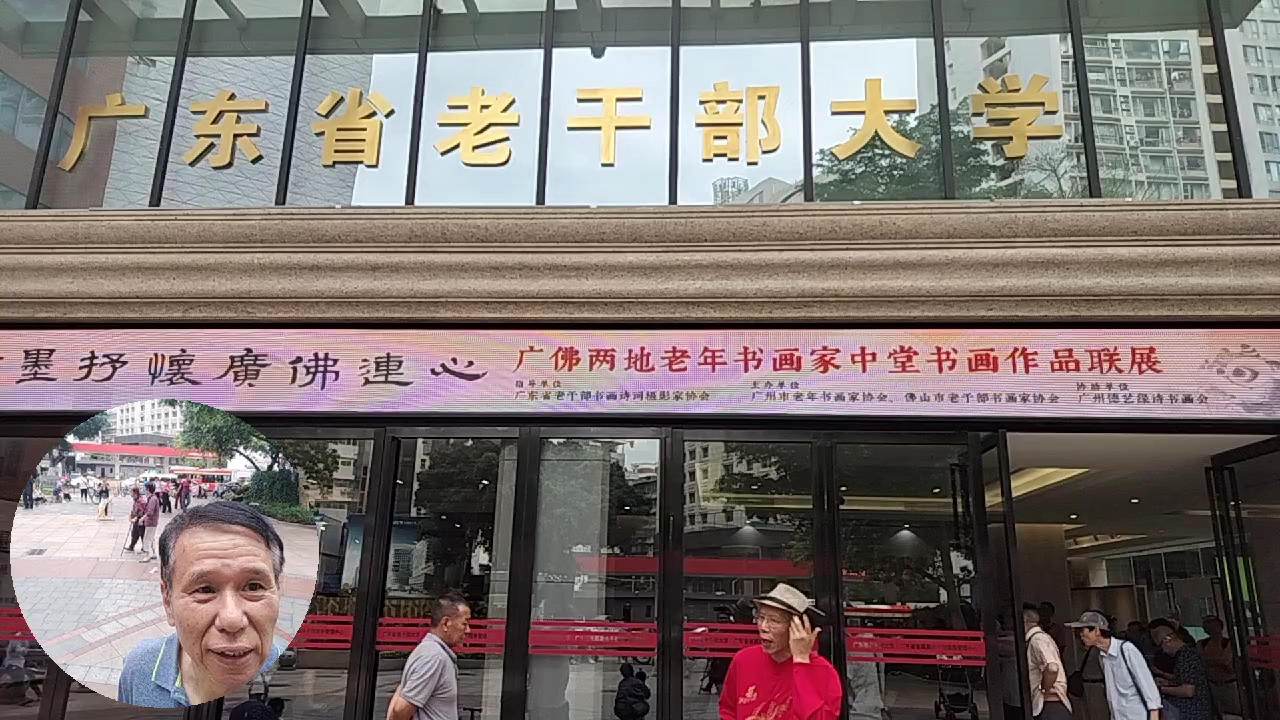 广东省老干部大学
墨抒懷廣佛連心
广佛两地老年书画家中堂书画作品联展
指导单位
广东省老干部书画诗词摄影家协会
主办单位
广州市老年书画家协会、佛山市老干部书画家协会
协办单位
广州德艺缘诗书画会